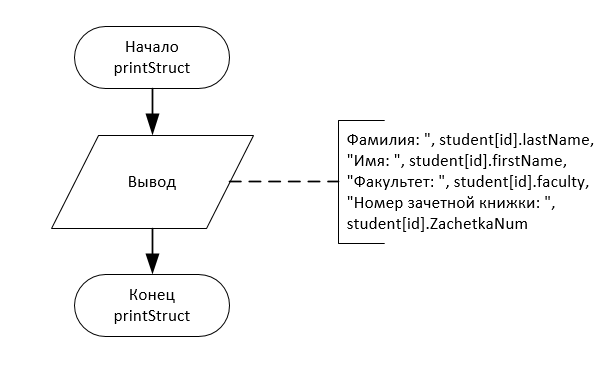 Начало
printStruct
Вывод
Фамилия: ", student[id].lastName,
"Имя: ", student[id].firstName,
"Факультет: ", student[id].faculty,
"Номер зачетной книжки: ",
student[id].ZachetkaNum
Конец
printStruct